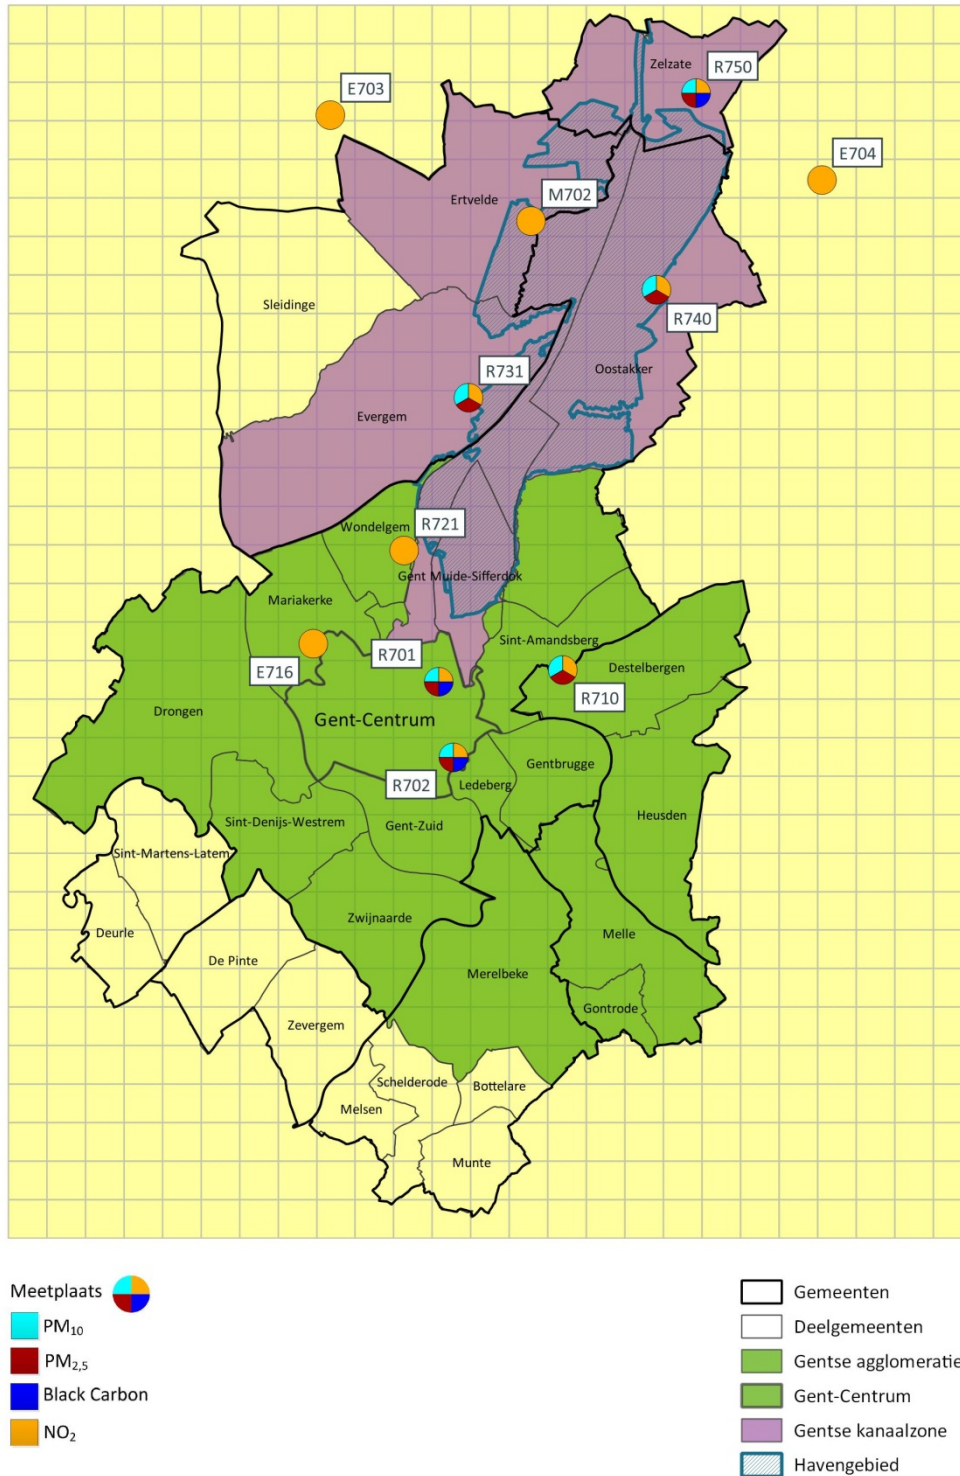 Zelzate
R750
E703
E704
Ertvelde
M702
Sleidinge
R740
R731
Oostakker
Evergem
Wondelgem
R721
Gent Muide-Sifferdok
Mariakerke
Sint-Amandsberg
R701
E716
Destelbergen
R710
Drongen
Gent-Centrum
Gentbrugge
R702
Ledeberg
Heusden
Sint-Denijs-Westrem
Gent-Zuid
Sint-Martens-Latem
Zwijnaarde
Deurle
Melle
De Pinte
Merelbeke
Gontrode
Zevergem
Schelderode
Bottelare
Melsen
Munte
Meetplaats
PM10
PM2,5
Black Carbon
NO2
Gemeenten
Deelgemeenten
Gentse agglomeratie
Gent-Centrum
Gentse kanaalzone
Havengebied